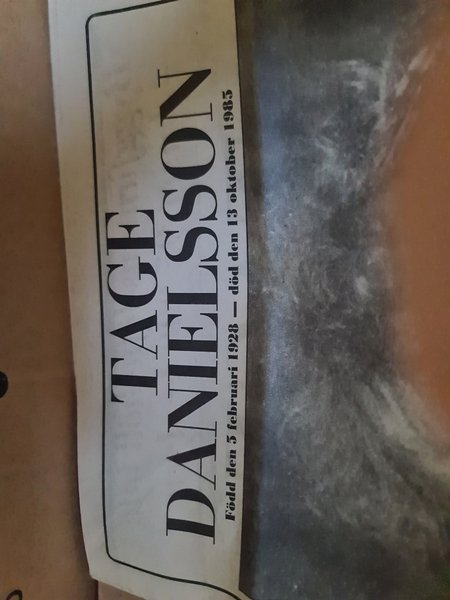 TAGE
DANIELSSON
Född den 5 februari 1928 — död den 13 oktober 1985